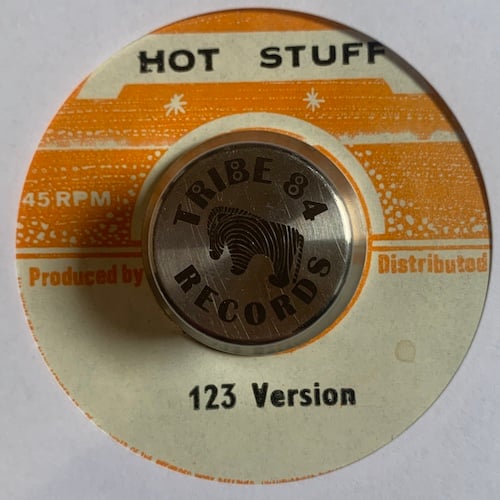 HOT STUFF
TRIBE 84
45 RPM
RECORDS
Produced by
Distributed
123 Version